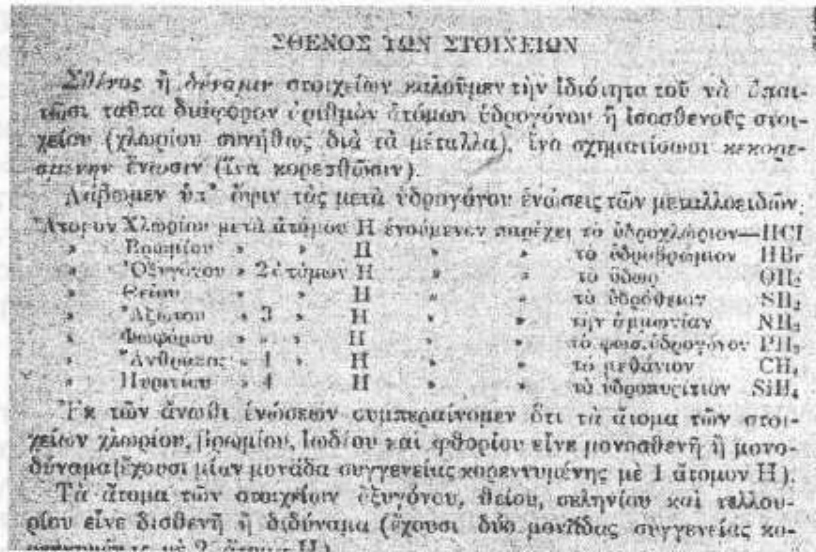 ΣΘΕΝΟΣ ΤΩΝ ΣΤΟΙΧΕΙΩΝ
Σθένος ἢ δύναμιν στοιχείων καλοῦμεν τὴν ἰδιότητα τοῦ νὰ ἀπαι-
τῶσι ταῦτα διάφορον ἀριθμὸν ἀτόμων ὑδρογόνου ἢ ἰσοσθενοῦς στοι-
χείου (χλωρίου συνήθως διὰ τὰ μέταλλα), ἵνα σχηματίσωσι κεκορε-
σμένην ἕνωσιν (ἵνα κορεσθῶσιν).
Λάβωμεν ὑπ' ὄψιν τὰς μετὰ ὑδρογόνου ἑνώσεις τῶν μεταλλοειδῶν.
Ἄτομον Χλωρίου μετὰ ἀτόμου Η ἑνούμενον παρέχει τὸ ὑδροχλώριον—HCl
» Βρωμίου » » Η » » τὸ ὑδροβρώμιον HBr
» Ὀξυγόνου » 2 ἀτόμων Η » » τὸ ὕδωρ OH₂
» Θείου » » Η » » τὸ ὑδρόθειον SH₂
» Ἀζώτου » 3 » Η » » τὴν ἀμμωνίαν NH₃
» Φωσφόρου » » » Η » » τὸ φωσ. ὑδρογόνον PH₃
» Ἄνθρακος » 4 » Η » » τὸ μεθάνιον CH₄
» Πυριτίου » 4 Η » » τὸ ὑδροπυρίτιον SiH₄
Ἐκ τῶν ἄνωθι ἑνώσεων συμπεραίνομεν ὅτι τὰ ἄτομα τῶν στοι-
χείων χλωρίου, βρωμίου, ἰωδίου καὶ φθορίου εἶνε μονοσθενῆ ἢ μονο-
δύναμα (ἔχουσι μίαν μονάδα συγγενείας κορεννυμένης μὲ 1 ἄτομον Η).
Τὰ ἄτομα τῶν στοιχείων ὀξυγόνου, θείου, σεληνίου καὶ τελλου-
ρίου εἶνε δισθενῆ ἢ διδύναμα (ἔχουσι δύο μονάδας συγγενείας κο-
μὲ 2 ἄτομα Η)